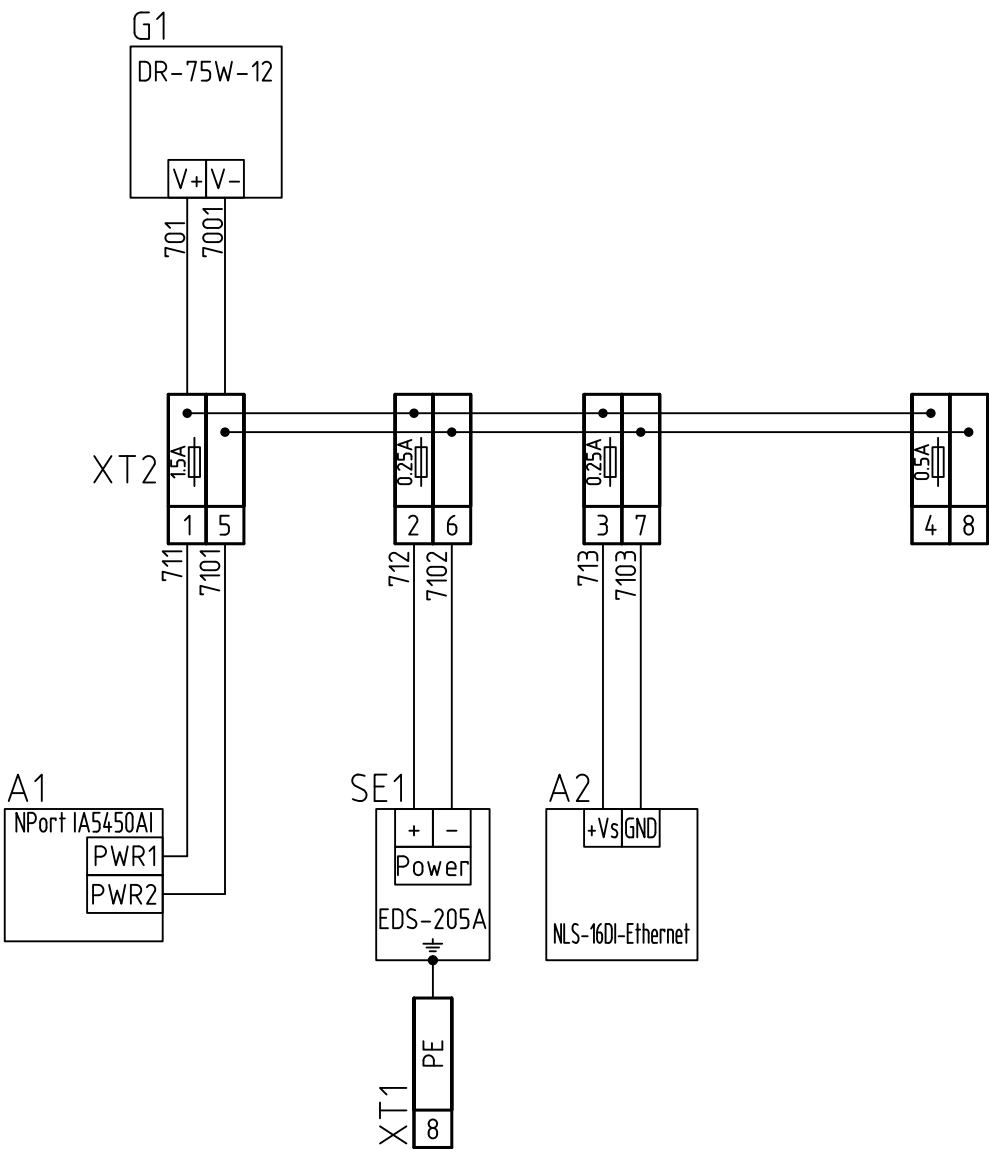 G1
DR-75W-12
V+ V-
701 7001
XT2
1.5A 0.25A 0.25A 0.5A
1 5 2 6 3 7 4 8
711 7101 712 7102 713 7103
A1 SE1 A2
NPort IA5450AI
PWR1
PWR2
+ -
Power
EDS-205A
+Vs GND
NLS-16DI-Ethernet
PE
XT1
8